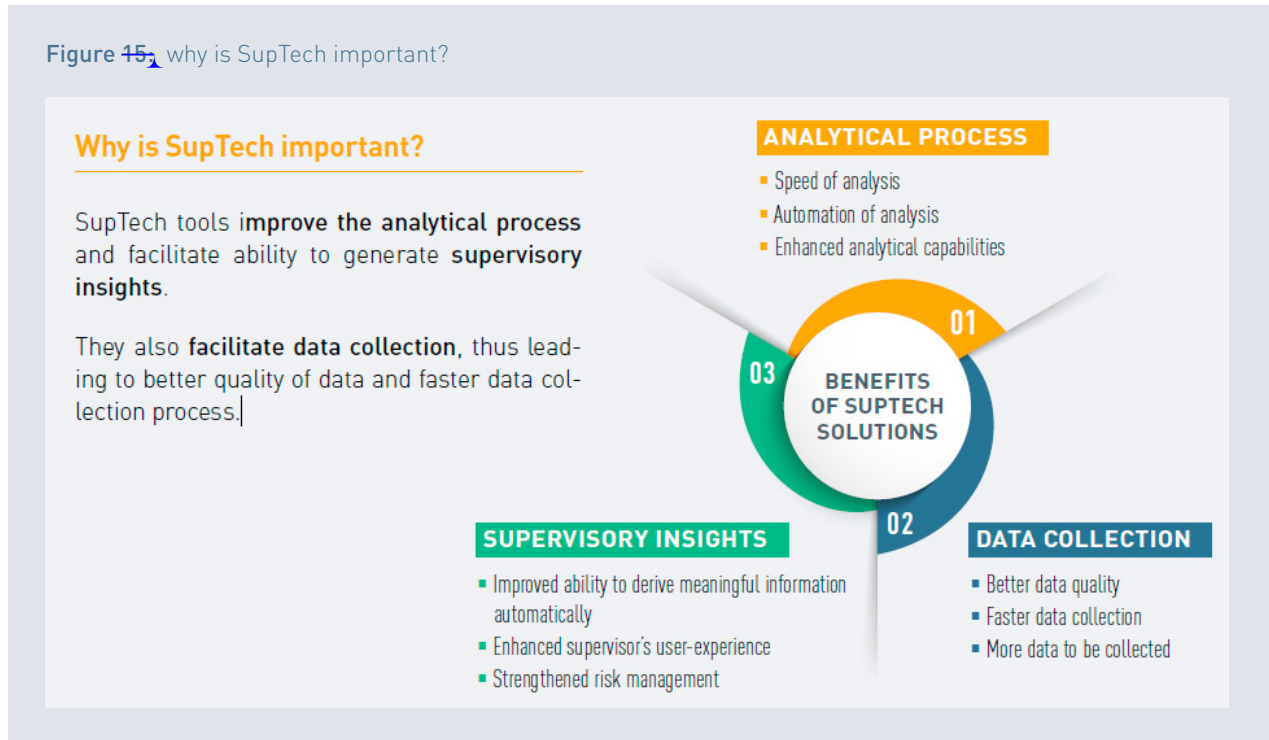 Figure 15: why is SupTech important?
Why is SupTech important?
SupTech tools improve the analytical process
and facilitate ability to generate supervisory
insights.
They also facilitate data collection, thus lead-
ing to better quality of data and faster data col-
lection process.
ANALYTICAL PROCESS
▪ Speed of analysis
▪ Automation of analysis
▪ Enhanced analytical capabilities
01
03
BENEFITS
OF SUPTECH
SOLUTIONS
02
SUPERVISORY INSIGHTS
▪ Improved ability to derive meaningful information
automatically
▪ Enhanced supervisor's user-experience
▪ Strengthened risk management
DATA COLLECTION
▪ Better data quality
▪ Faster data collection
▪ More data to be collected